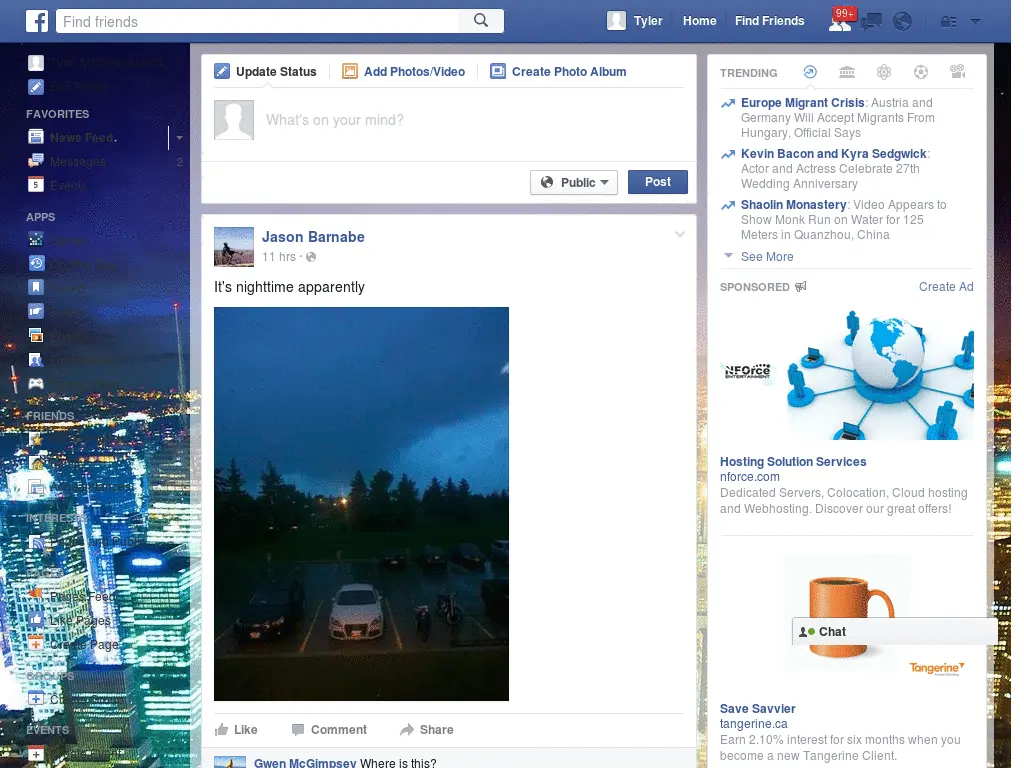 Find friends
Tyler
Home
Find Friends
99+
FAVORITES
News Feed
Messages
2
5
Events
APPS
FRIENDS
Pages Feed
Like Pages
Create Page
GROUPS
EVENTS
Update Status
Add Photos/Video
Create Photo Album
What's on your mind?
Public
Post
Jason Barnabe
11 hrs ·
It's nighttime apparently
Like
Comment
Share
Gwen McGimpsey Where is this?
TRENDING
Europe Migrant Crisis: Austria and
Germany Will Accept Migrants From
Hungary, Official Says
Kevin Bacon and Kyra Sedgwick:
Actor and Actress Celebrate 27th
Wedding Anniversary
Shaolin Monastery: Video Appears to
Show Monk Run on Water for 125
Meters in Quanzhou, China
See More
SPONSORED
Create Ad
NFORCE
ENTERTAINMENT
Hosting Solution Services
nforce.com
Dedicated Servers, Colocation, Cloud hosting
and Webhosting. Discover our great offers!
Chat
Tangerine
Save Savvier
tangerine.ca
Earn 2.10% interest for six months when you
become a new Tangerine Client.